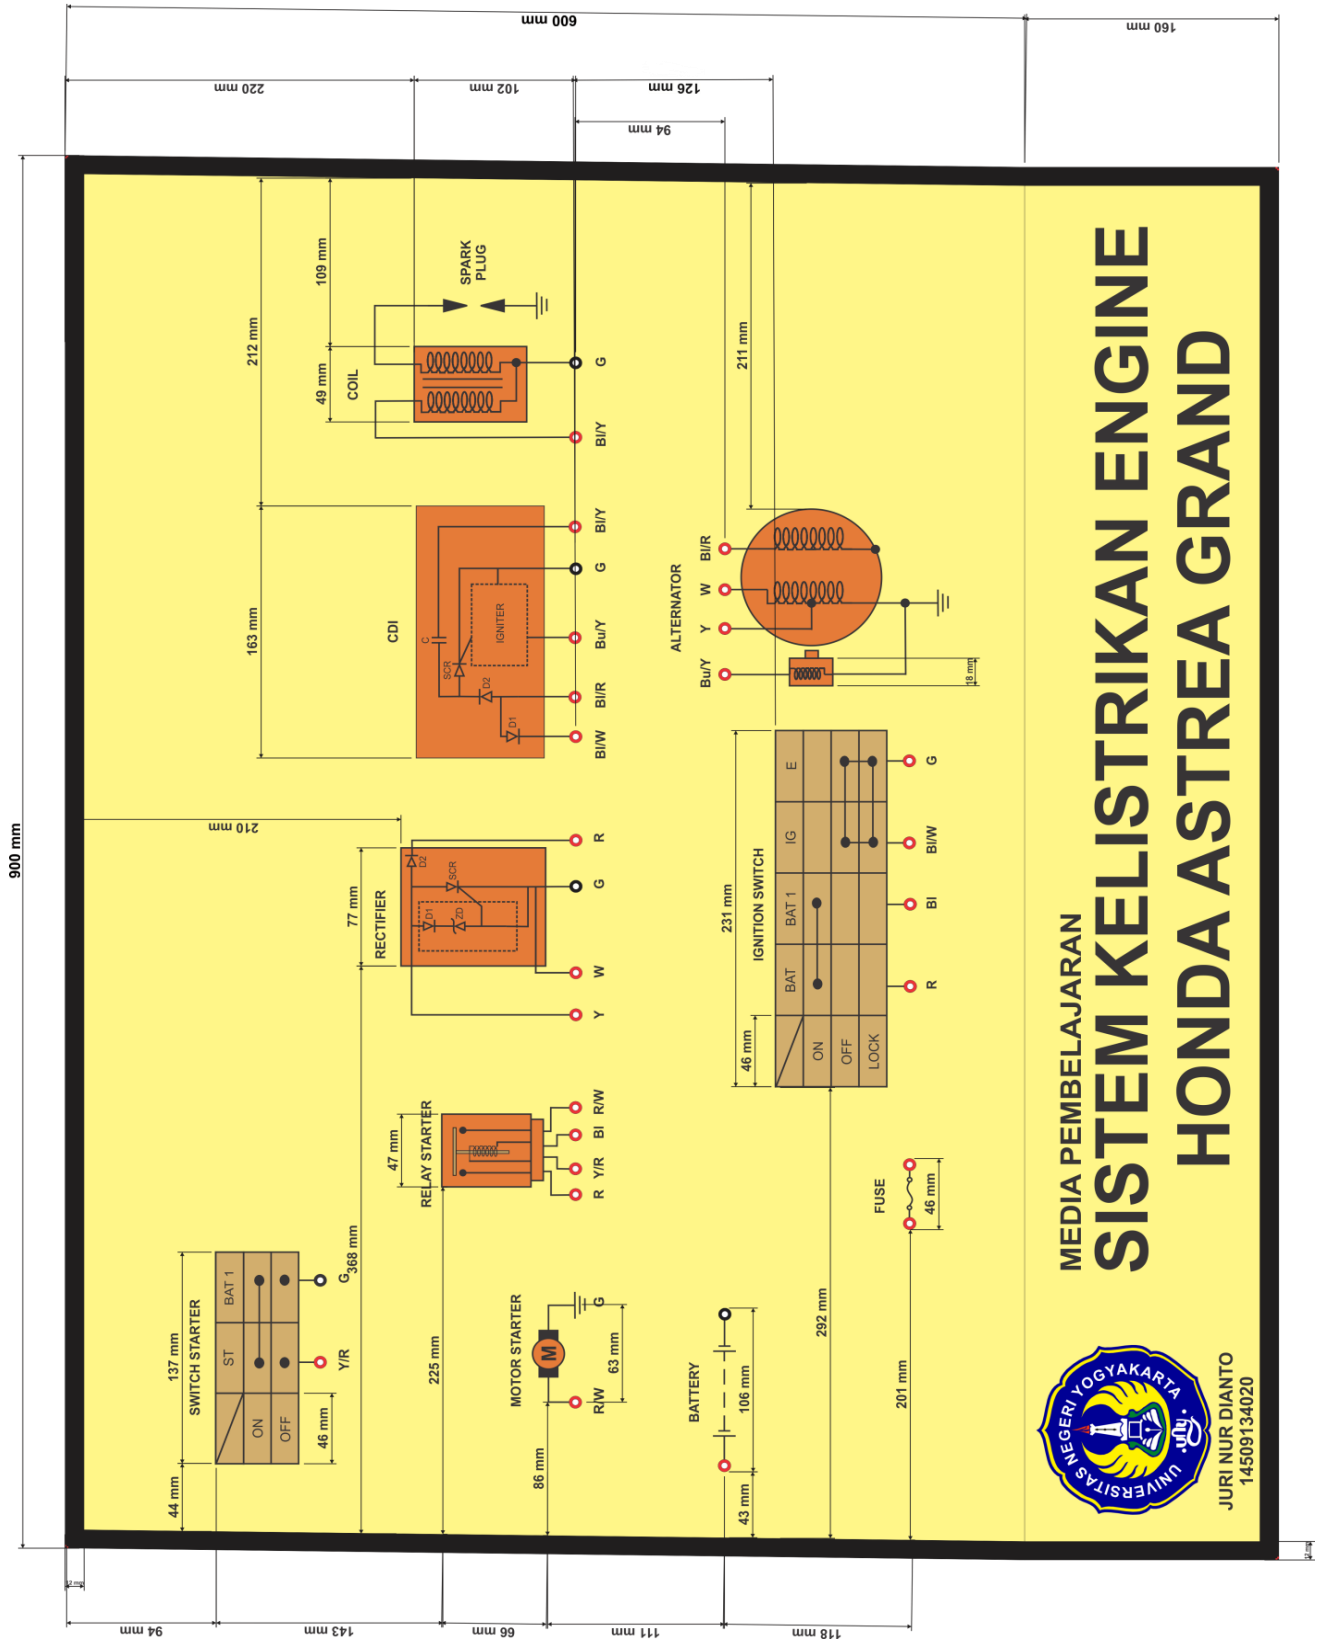 600 mm
160 mm
220 mm
102 mm
126 mm
94 mm
900 mm
212 mm
109 mm
49 mm
COIL
SPARK
PLUG
G
Bl/Y
211 mm
163 mm
CDI
C
SCR
D2
D1
IGNITER
Bl/Y
G
Bu/Y
Bl/R
Bl/W
ALTERNATOR
Bl/R
W
Y
Bu/Y
18 mm
210 mm
77 mm
RECTIFIER
D2
SCR
D1
ZD
R
G
W
Y
231 mm
IGNITION SWITCH
BAT
BAT 1
IG
E
ON
OFF
LOCK
46 mm
R
Bl
Bl/W
G
47 mm
RELAY STARTER
R
Y/R
Bl
R/W
368 mm
137 mm
SWITCH STARTER
ST
BAT 1
ON
OFF
46 mm
Y/R
G
44 mm
225 mm
MOTOR STARTER
M
R/W
G
63 mm
86 mm
BATTERY
106 mm
43 mm
292 mm
FUSE
46 mm
201 mm
MEDIA PEMBELAJARAN
SISTEM KELISTRIKAN ENGINE
HONDA ASTREA GRAND
UNIVERSITAS NEGERI YOGYAKARTA
uny
JURI NUR DIANTO
14509134020
12 mm
12 mm
94 mm
143 mm
66 mm
111 mm
118 mm